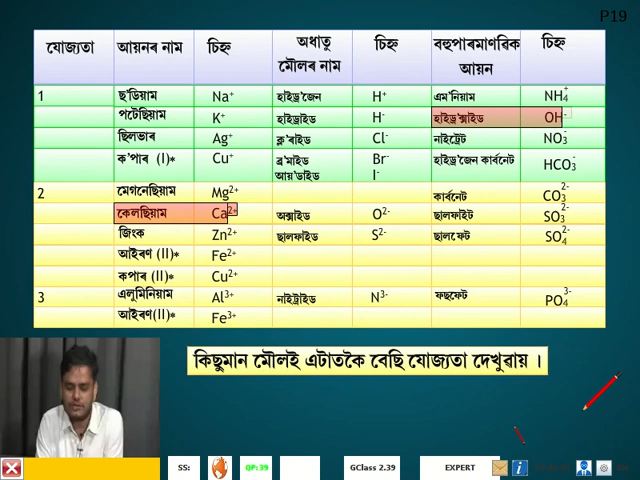 P19
যোজ্যতা আয়নৰ নাম চিহ্ন অধাতু মৌলৰ নাম চিহ্ন বহুপাৰমাণৱিক আয়ন চিহ্ন
1 ছ'ডিয়াম Na⁺ হাইড্ৰ'জেন H⁺ এম'নিয়াম NH₄⁺
পটেছিয়াম K⁺ হাইড্ৰাইড H⁻ হাইড্ৰ'ক্সাইড OH⁻
ছিলভাৰ Ag⁺ ক্ল'ৰাইড Cl⁻ নাইট্ৰেট NO₃⁻
ক'পাৰ (I)* Cu⁺ ব্ৰ'মাইড Br⁻ হাইড্ৰ'জেন কাৰ্বনেট HCO₃⁻
আয়'ডাইড I⁻
2 মেগনেছিয়াম Mg²⁺ কাৰ্বনেট CO₃²⁻
কেলছিয়াম Ca²⁺ অক্সাইড O²⁻ ছালফাইট SO₃²⁻
জিংক Zn²⁺ ছালফাইড S²⁻ ছালফেট SO₄²⁻
আইৰণ (II)* Fe²⁺
কপাৰ (II)* Cu²⁺
3 এলুমিনিয়াম Al³⁺ নাইট্ৰাইড N³⁻ ফছফেট PO₄³⁻
আইৰণ(II)* Fe³⁺
কিছুমান মৌলই এটাতকৈ বেছি যোজ্যতা দেখুৱায় ।
SS: QP: 39 GClass 2.39 EXPERT